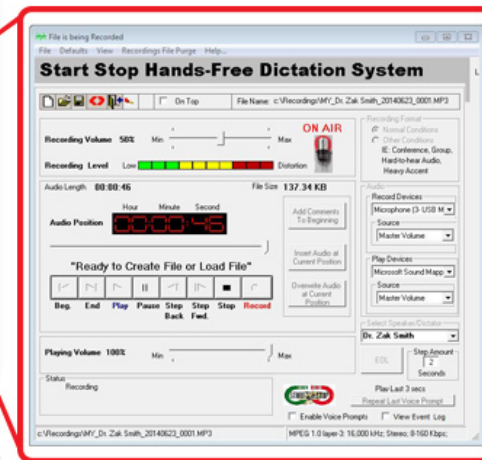 File is being Recorded
File Defaults View Recordings File Purge Help...
Start Stop Hands-Free Dictation System
L
On Top
File Name: c:\Recordings\MY_Dr. Zak Smith_20140623_0001.MP3
Recording Volume 50% Min Max
ON AIR
Recording Level Low Distortion
Recording Format
Normal Conditions
Other Conditions
IE: Conference, Group,
Hard-to-hear Audio,
Heavy Accent
Audio Length 00:00:46
File Size 137.34 KB
Hour Minute Second
Audio Position 00:00:46
Add Comments
To Beginning
Insert Audio at
Current Position
Overwrite Audio
at Current
Position
"Ready to Create File or Load File"
Beg. End Play Pause Step Back Step Fwd. Stop Record
Audio
Record Devices
Microphone (3- USB M
Source
Master Volume
Play Devices
Microsoft Sound Mapp
Source
Master Volume
Select Speaker/Dictator
Dr. Zak Smith
Playing Volume 100% Min Max
EDL
Step Amount
2
Seconds
Status
Recording
Play Last 3 secs
Repeat Last Voice Prompt
Enable Voice Prompts
View Event Log
c:\Recordings\MY_Dr. Zak Smith_20140623_0001.MP3
MPEG 1.0 layer-3: 16,000 kHz; Stereo; 8-160 Kbps;